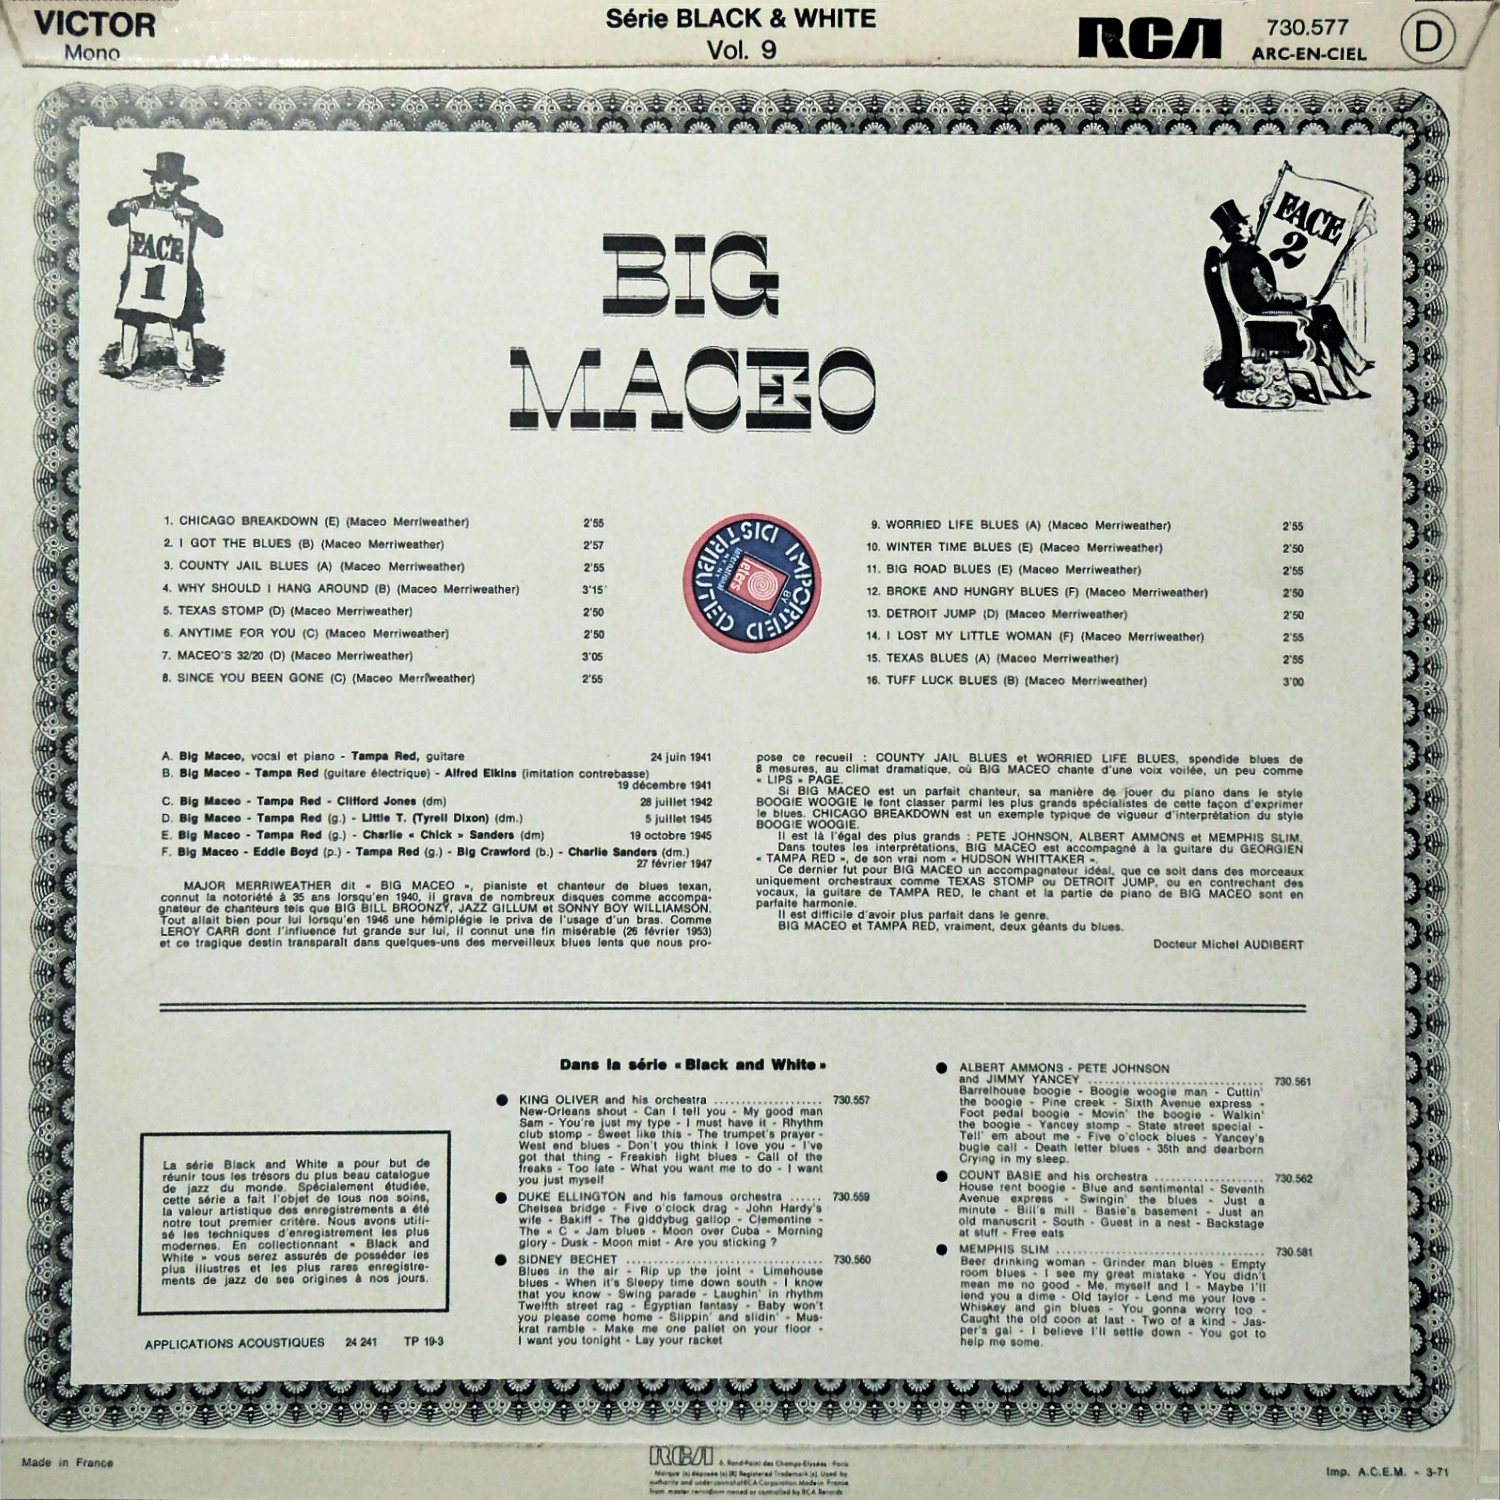 VICTOR
Mono
Série BLACK & WHITE
Vol. 9
RCA
730.577
ARC-EN-CIEL
D
FACE
1
FACE
2
BIG
MACEO
1. CHICAGO BREAKDOWN (E) (Maceo Merriweather) 2'55
2. I GOT THE BLUES (B) (Maceo Merriweather) 2'57
3. COUNTY JAIL BLUES (A) (Maceo Merriweather) 2'55
4. WHY SHOULD I HANG AROUND (B) (Maceo Merriweather) 3'15
5. TEXAS STOMP (D) (Maceo Merriweather) 2'50
6. ANYTIME FOR YOU (C) (Maceo Merriweather) 2'50
7. MACEO'S 32/20 (D) (Maceo Merriweather) 3'05
8. SINCE YOU BEEN GONE (C) (Maceo Merriweather) 2'55
IMPORTED
BY
DISTRIBUTED
international
9. WORRIED LIFE BLUES (A) (Maceo Merriweather) 2'55
10. WINTER TIME BLUES (E) (Maceo Merriweather) 2'50
11. BIG ROAD BLUES (E) (Maceo Merriweather) 2'55
12. BROKE AND HUNGRY BLUES (F) (Maceo Merriweather) 2'50
13. DETROIT JUMP (D) (Maceo Merriweather) 2'50
14. I LOST MY LITTLE WOMAN (F) (Maceo Merriweather) 2'55
15. TEXAS BLUES (A) (Maceo Merriweather) 2'55
16. TUFF LUCK BLUES (B) (Maceo Merriweather) 3'00
A. Big Maceo, vocal et piano - Tampa Red, guitare 24 juin 1941
B. Big Maceo - Tampa Red (guitare électrique) - Alfred Elkins (imitation contrebasse)
19 décembre 1941
C. Big Maceo - Tampa Red - Clifford Jones (dm) 28 juillet 1942
D. Big Maceo - Tampa Red (g.) - Little T. (Tyrell Dixon) (dm.) 5 juillet 1945
E. Big Maceo - Tampa Red (g.) - Charlie « Chick » Sanders (dm) 19 octobre 1945
F. Big Maceo - Eddie Boyd (p.) - Tampa Red (g.) - Big Crawford (b.) - Charlie Sanders (dm.)
27 février 1947
MAJOR MERRIWEATHER dit « BIG MACEO », pianiste et chanteur de blues texan,
connut la notoriété à 35 ans lorsqu'en 1940, il grava de nombreux disques comme accompa-
gnateur de chanteurs tels que BIG BILL BROONZY, JAZZ GILLUM et SONNY BOY WILLIAMSON.
Tout allait bien pour lui lorsqu'en 1946 une hémiplégie le priva de l'usage d'un bras. Comme
LEROY CARR dont l'influence fut grande sur lui, il connut une fin misérable (26 février 1953)
et ce tragique destin transparaît dans quelques-uns des merveilleux blues lents que nous pro-
pose ce recueil : COUNTY JAIL BLUES et WORRIED LIFE BLUES, spendide blues de
8 mesures, au climat dramatique, où BIG MACEO chante d'une voix voilée, un peu comme
« LIPS » PAGE.
Si BIG MACEO est un parfait chanteur, sa manière de jouer du piano dans le style
BOOGIE WOOGIE le font classer parmi les plus grands spécialistes de cette façon d'exprimer
le blues. CHICAGO BREAKDOWN est un exemple typique de vigueur d'interprétation du style
BOOGIE WOOGIE.
Il est là l'égal des plus grands : PETE JOHNSON, ALBERT AMMONS et MEMPHIS SLIM.
Dans toutes les interprétations, BIG MACEO est accompagné à la guitare du GEORGIEN
« TAMPA RED », de son vrai nom « HUDSON WHITTAKER ».
Ce dernier fut pour BIG MACEO un accompagnateur idéal, que ce soit dans des morceaux
uniquement orchestraux comme TEXAS STOMP ou DETROIT JUMP, ou en contrechant des
vocaux, la guitare de TAMPA RED, le chant et la partie de piano de BIG MACEO sont en
parfaite harmonie.
Il est difficile d'avoir plus parfait dans le genre.
BIG MACEO et TAMPA RED, vraiment, deux géants du blues.
Docteur Michel AUDIBERT
La série Black and White a pour but de
réunir tous les trésors du plus beau catalogue
de jazz du monde. Spécialement étudiée,
cette série a fait l'objet de tous nos soins,
la valeur artistique des enregistrements a été
notre tout premier critère. Nous avons utili-
sé les techniques d'enregistrement les plus
modernes. En collectionnant « Black and
White » vous serez assurés de posséder les
plus illustres et les plus rares enregistre-
ments de jazz de ses origines à nos jours.
APPLICATIONS ACOUSTIQUES 24 241 TP 19-3
Dans la série « Black and White »
● KING OLIVER and his orchestra .................... 730.557
New-Orleans shout - Can I tell you - My good man
Sam - You're just my type - I must have it - Rhythm
club stomp - Sweet like this - The trumpet's prayer -
West end blues - Don't you think I love you - I've
got that thing - Freakish light blues - Call of the
freaks - Too late - What you want me to do - I want
you just myself
● DUKE ELLINGTON and his famous orchestra ...... 730.559
Chelsea bridge - Five o'clock drag - John Hardy's
wife - Bakiff - The giddybug gallop - Clementine -
The « C » Jam blues - Moon over Cuba - Morning
glory - Dusk - Moon mist - Are you sticking ?
● SIDNEY BECHET .................................... 730.560
Blues in the air - Rip up the joint - Limehouse
blues - When it's Sleepy time down south - I know
that you know - Swing parade - Laughin' in rhythm
Twelfth street rag - Egyptian fantasy - Baby won't
you please come home - Slippin' and slidin' - Mus-
krat ramble - Make me one pallet on your floor -
I want you tonight - Lay your racket
● ALBERT AMMONS - PETE JOHNSON
and JIMMY YANCEY ................................ 730.561
Barrelhouse boogie - Boogie woogie man - Cuttin'
the boogie - Pine creek - Sixth Avenue express -
Foot pedal boogie - Movin' the boogie - Walkin'
the boogie - Yancey stomp - State street special -
Tell' em about me - Five o'clock blues - Yancey's
bugle call - Death letter blues - 35th and dearborn
Crying in my sleep.
● COUNT BASIE and his orchestra .................... 730.562
House rent boogie - Blue and sentimental - Seventh
Avenue express - Swingin' the blues - Just a
minute - Bill's mill - Basie's basement - Just an
old manuscrit - South - Guest in a nest - Backstage
at stuff - Free eats
● MEMPHIS SLIM ...................................... 730.581
Beer drinking woman - Grinder man blues - Empty
room blues - I see my great mistake - You didn't
mean me no good - Me, myself and I - Maybe I'll
lend you a dime - Old taylor - Lend me your love -
Whiskey and gin blues - You gonna worry too -
Caught the old coon at last - Two of a kind - Jas-
per's gal - I believe I'll settle down - You got to
help me some.
Made in France
RCA 6, Rond-Point des Champs-Elysées - Paris
Marque (s) déposée (s) (R) Registered Trademark (s). Used by
authority and under control of RCA Corporation Made in France
from master recordings owned or controlled by RCA Records
Imp. A.C.E.M. - 3-71